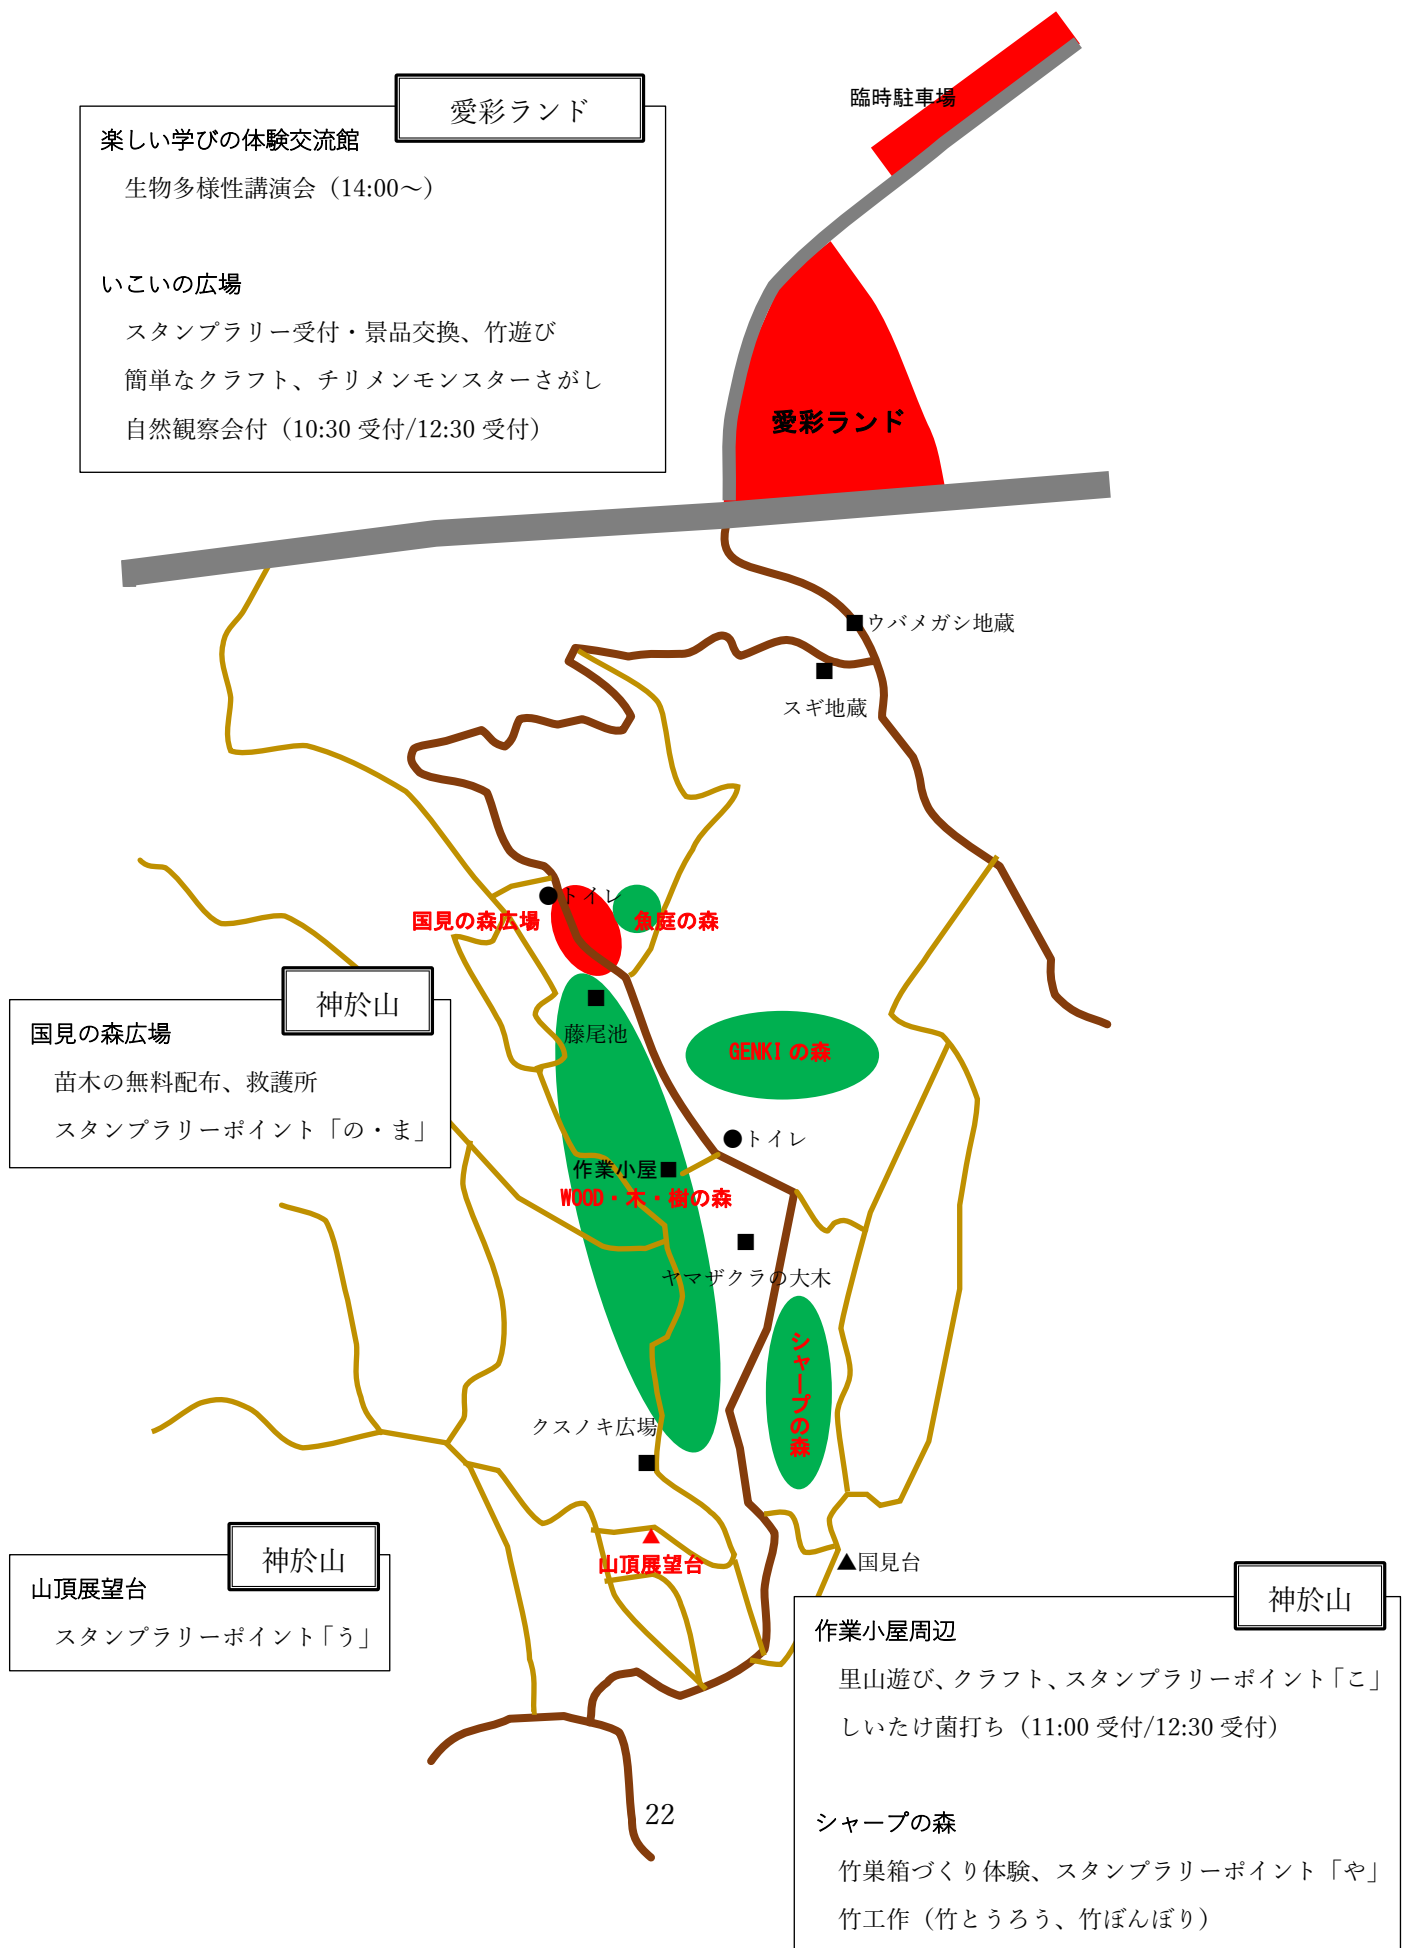 臨時駐車場
愛彩ランド
楽しい学びの体験交流館
生物多様性講演会（14:00～）
いこいの広場
スタンプラリー受付・景品交換、竹遊び
簡単なクラフト、チリメンモンスターさがし
自然観察会付（10:30 受付/12:30 受付）
愛彩ランド
■ウバメガシ地蔵
■
スギ地蔵
●トイレ
国見の森広場
魚庭の森
神於山
国見の森広場
苗木の無料配布、救護所
スタンプラリーポイント「の・ま」
■
藤尾池
GENKI の森
●トイレ
作業小屋■
WOOD・木・樹の森
■
ヤマザクラの大木
シャープの森
クスノキ広場
■
▲
山頂展望台
▲国見台
神於山
山頂展望台
スタンプラリーポイント「う」
神於山
作業小屋周辺
里山遊び、クラフト、スタンプラリーポイント「こ」
しいたけ菌打ち（11:00 受付/12:30 受付）
シャープの森
竹巣箱づくり体験、スタンプラリーポイント「や」
竹工作（竹とうろう、竹ぼんぼり）
22